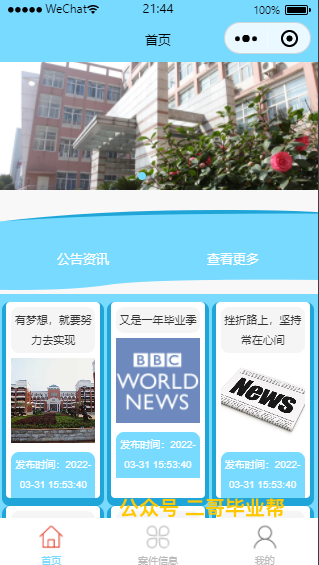 WeChat 21:44 100%
首页
公告资讯 查看更多
有梦想，就要努
力去实现
又是一年毕业季
挫折路上，坚持
常在心间
BBC
WORLD
NEWS
News
发布时间：2022-
03-31 15:53:40
发布时间：2022-
03-31 15:53:40
发布时间：2022-
03-31 15:53:40
公众号 三哥毕业帮
首页 案件信息 我的